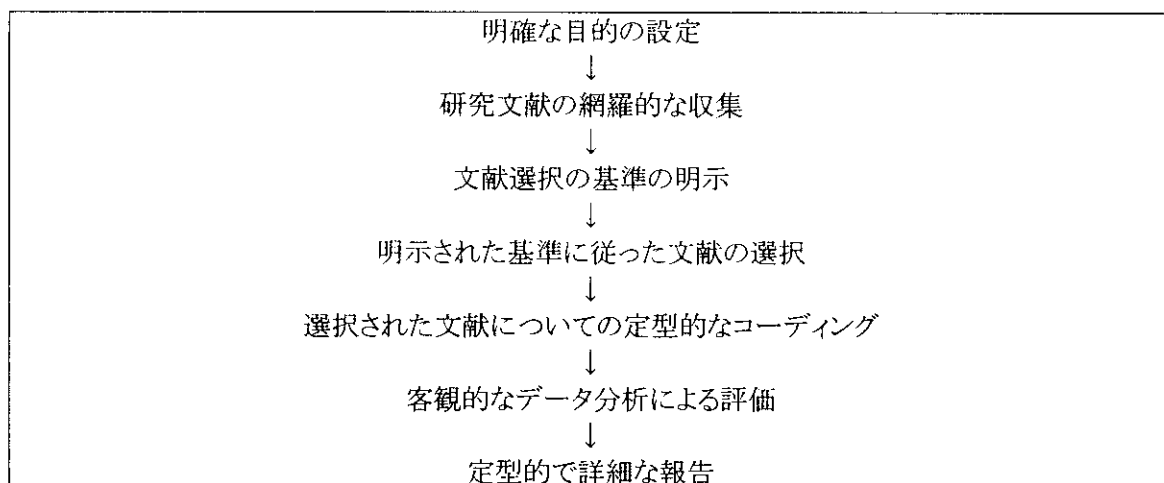 明確な目的の設定
↓
研究文献の網羅的な収集
↓
文献選択の基準の明示
↓
明示された基準に従った文献の選択
↓
選択された文献についての定型的なコーディング
↓
客観的なデータ分析による評価
↓
定型的で詳細な報告